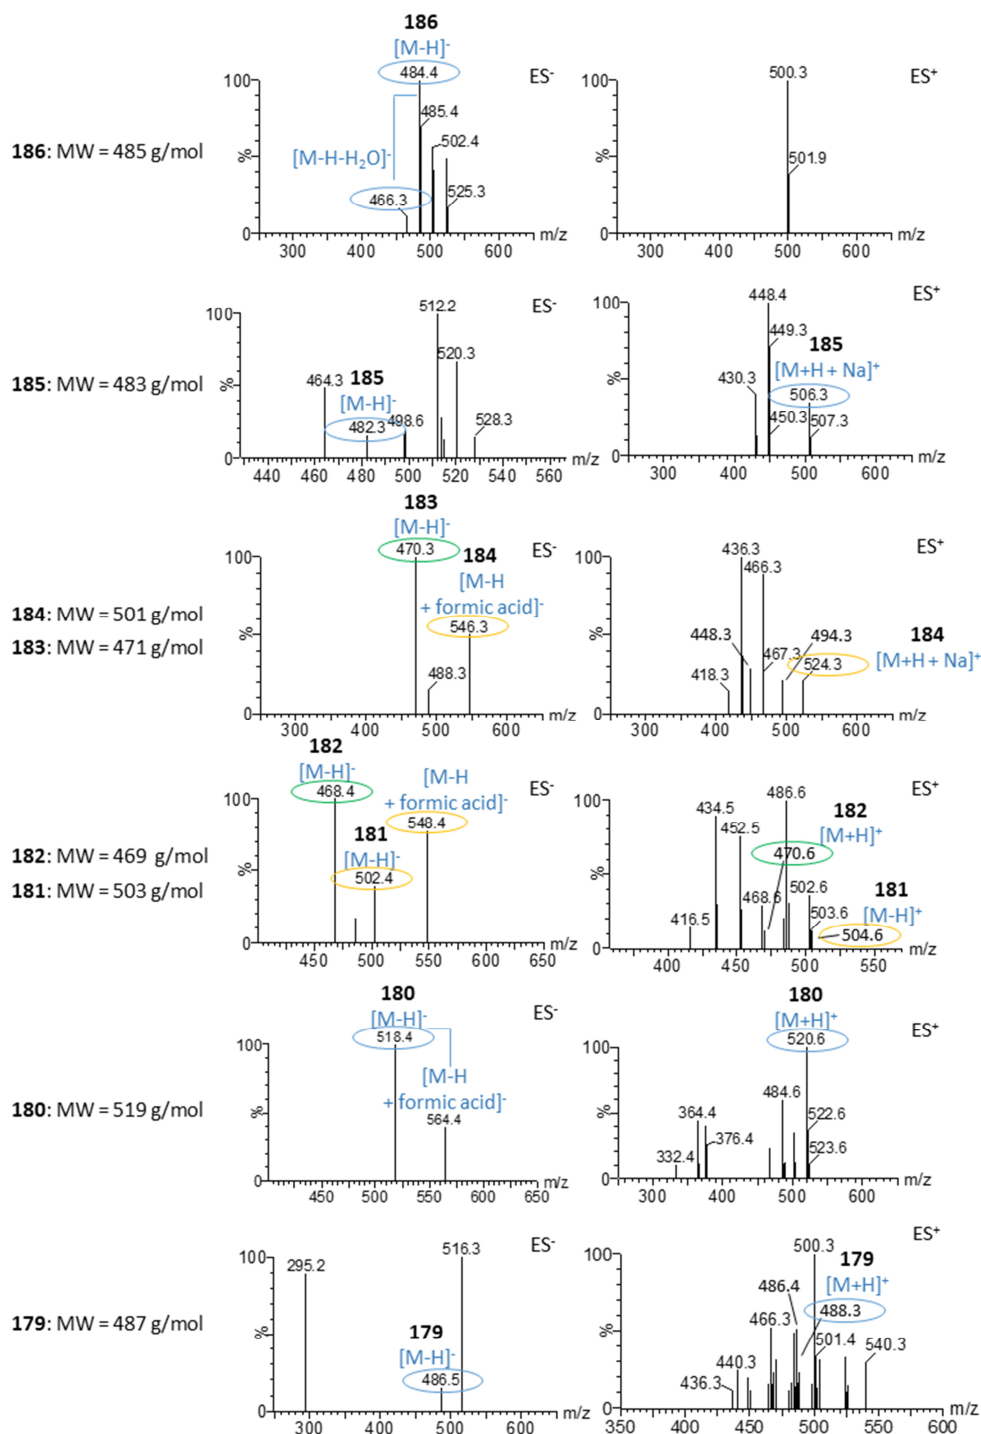 186
[M-H]-
484.4
ES-
100
485.4
502.4
[M-H-H2O]-
466.3
525.3
%
0
300 400 500 600 m/z
500.3
ES+
100
501.9
%
0
300 400 500 600 m/z
186: MW = 485 g/mol
512.2
ES-
100
520.3
464.3
185
[M-H]-
482.3
498.6
528.3
%
0
440 460 480 500 520 540 560 m/z
448.4
ES+
100
449.3
185
[M+H + Na]+
430.3
506.3
450.3
507.3
%
0
300 400 500 600 m/z
185: MW = 483 g/mol
183
[M-H]-
470.3
ES-
100
184
[M-H
+ formic acid]-
546.3
488.3
%
0
300 400 500 600 m/z
436.3
ES+
100
466.3
448.3
467.3
494.3
184
524.3
[M+H + Na]+
418.3
%
0
300 400 500 600 m/z
184: MW = 501 g/mol
183: MW = 471 g/mol
182
[M-H]-
468.4
ES-
100
[M-H
+ formic acid]-
548.4
181
[M-H]-
502.4
%
0
450 500 550 600 650 m/z
486.6
ES+
100
434.5
452.5
182
[M+H]+
470.6
468.6
502.6
181
[M-H]+
416.5
503.6
504.6
%
0
400 450 500 550 m/z
182: MW = 469 g/mol
181: MW = 503 g/mol
180
[M-H]-
518.4
ES-
100
[M-H
+ formic acid]-
564.4
%
0
450 500 550 600 650 m/z
180
[M+H]+
520.6
ES+
100
484.6
364.4
522.6
376.4
523.6
332.4
%
0
300 400 500 600 m/z
180: MW = 519 g/mol
516.3
ES-
100
295.2
179
[M-H]-
486.5
%
0
300 400 500 600 m/z
500.3
ES+
100
179
[M+H]+
486.4
488.3
466.3
501.4
540.3
440.3
436.3
%
0
350 400 450 500 550 600 m/z
179: MW = 487 g/mol